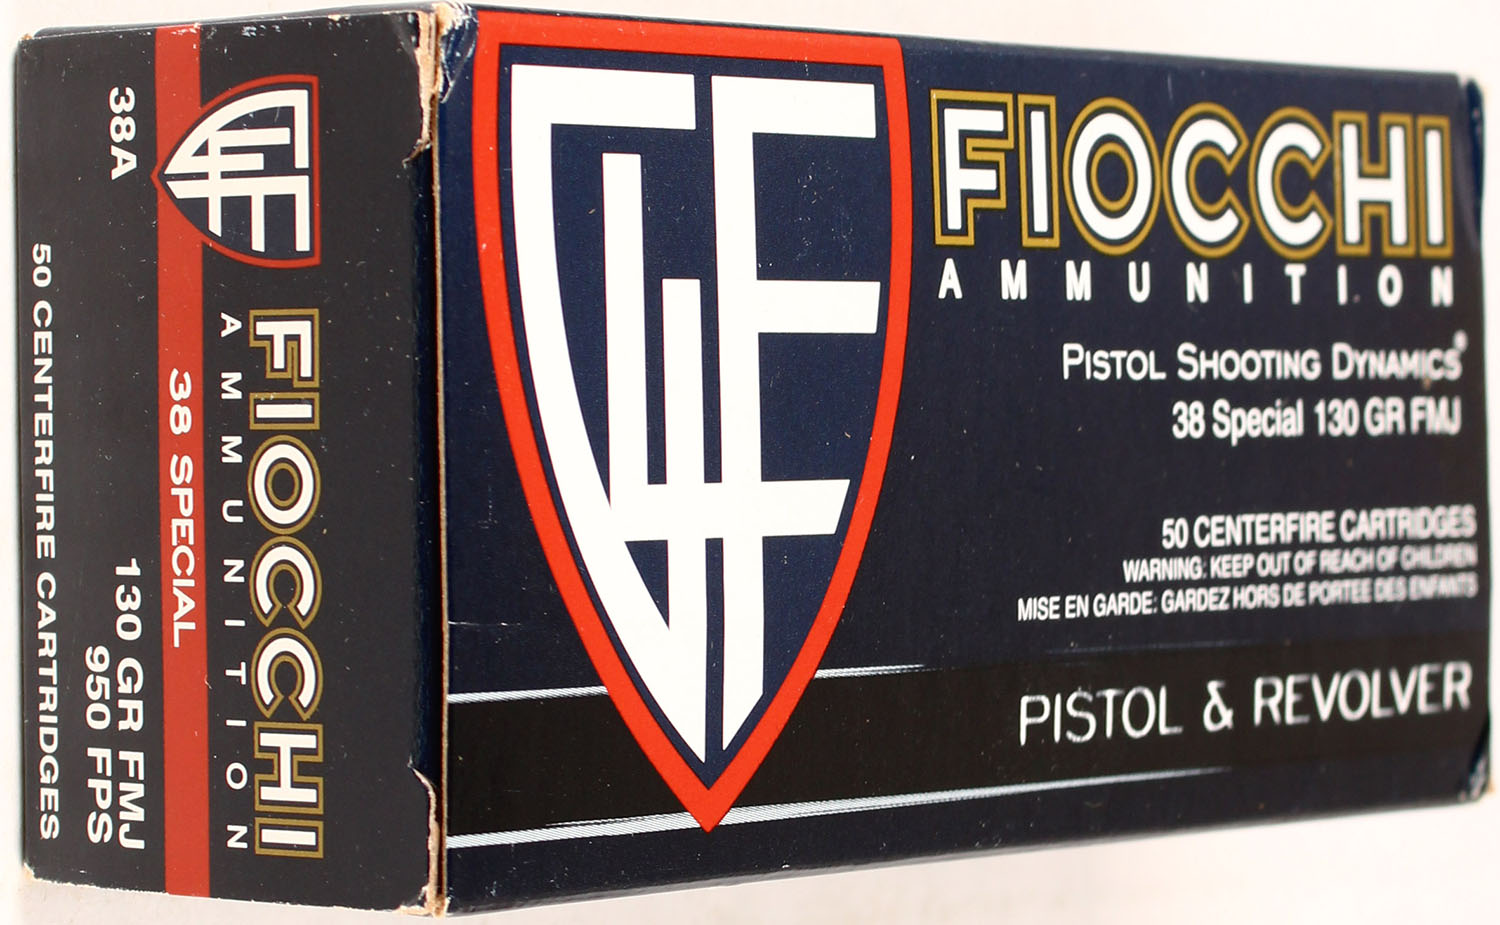 FIOCCHI
AMMUNITION
PISTOL SHOOTING DYNAMICS®
38 Special 130 GR FMJ
50 CENTERFIRE CARTRIDGES
WARNING: KEEP OUT OF REACH OF CHILDREN
MISE EN GARDE: GARDEZ HORS DE PORTEE DES ENFANTS
PISTOL & REVOLVER
GFL
FIOCCHI
AMMUNITION
38 SPECIAL
38A
130 GR FMJ
950 FPS
50 CENTERFIRE CARTRIDGES
GFL